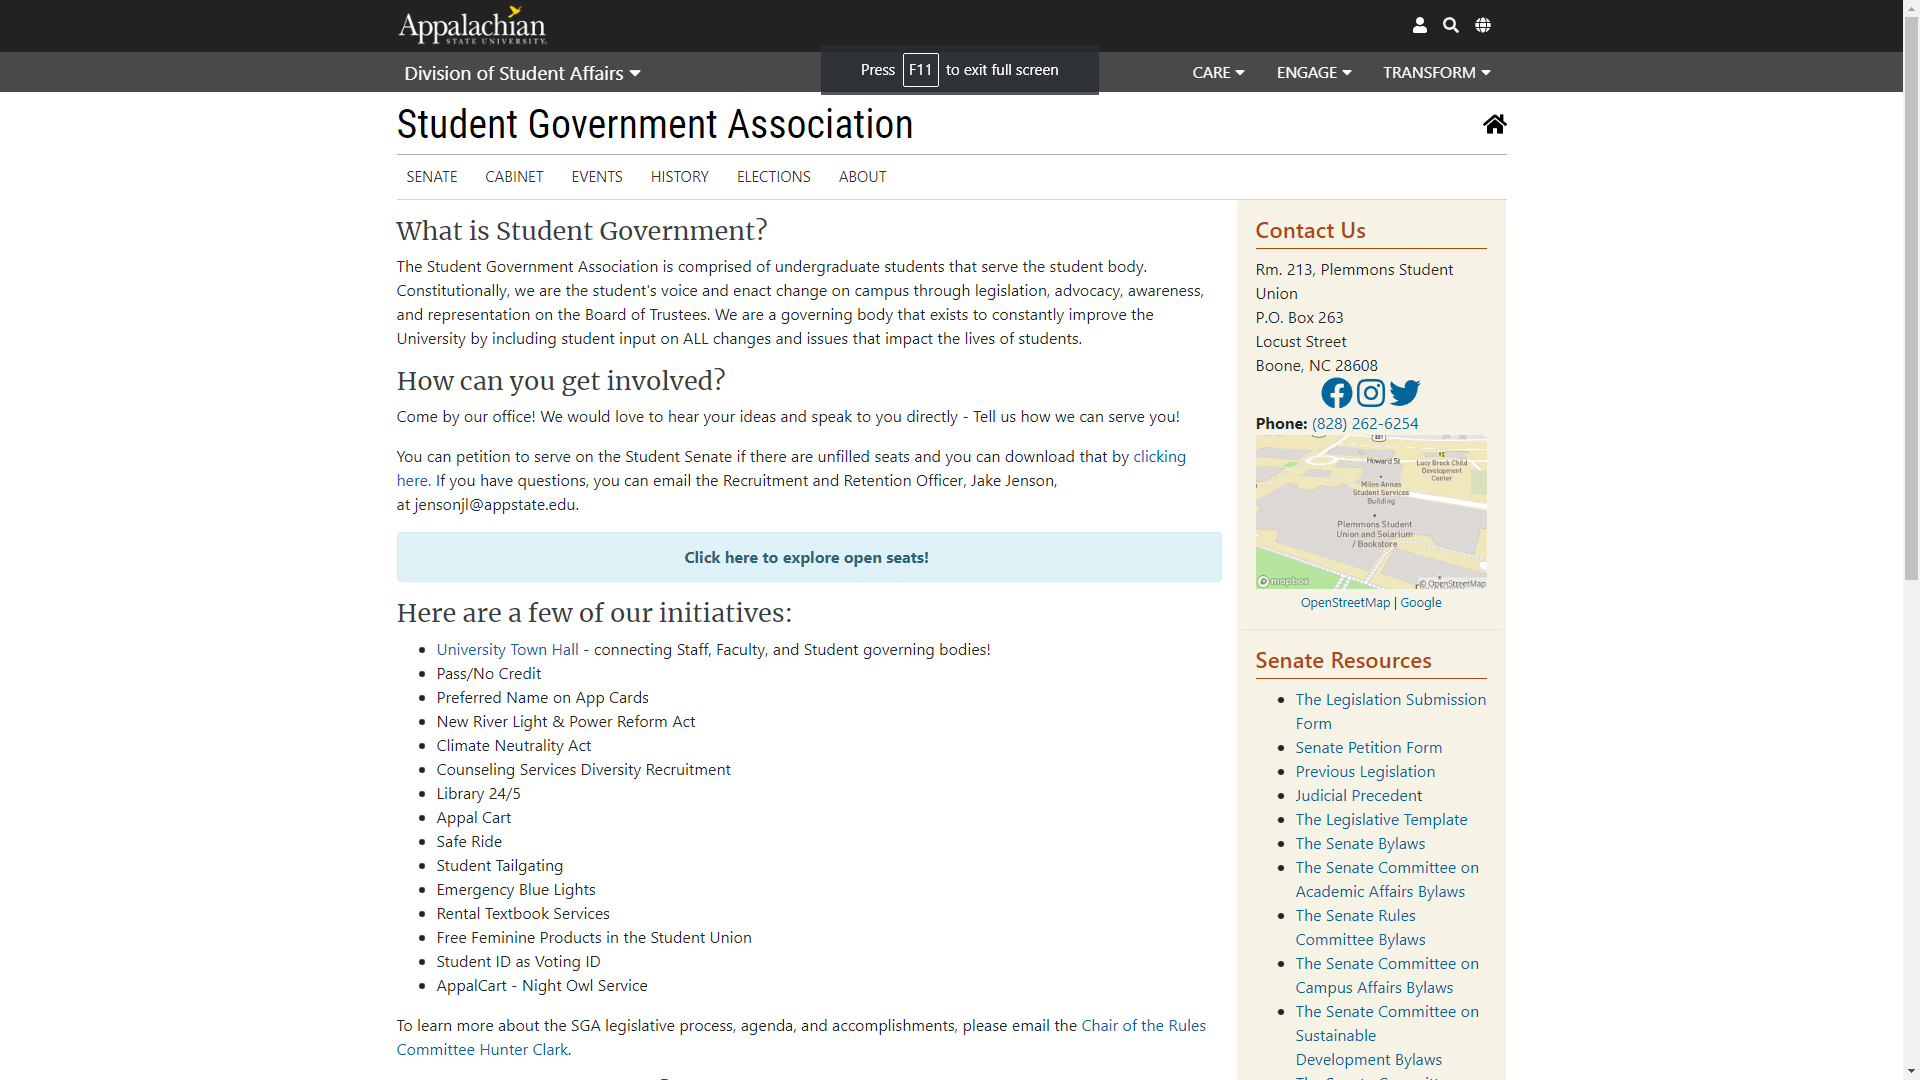 Appalachian
STATE UNIVERSITY.
Division of Student Affairs
Press F11 to exit full screen
CARE
ENGAGE
TRANSFORM
Student Government Association
SENATE
CABINET
EVENTS
HISTORY
ELECTIONS
ABOUT
What is Student Government?
The Student Government Association is comprised of undergraduate students that serve the student body.
Constitutionally, we are the student's voice and enact change on campus through legislation, advocacy, awareness,
and representation on the Board of Trustees. We are a governing body that exists to constantly improve the
University by including student input on ALL changes and issues that impact the lives of students.
How can you get involved?
Come by our office! We would love to hear your ideas and speak to you directly - Tell us how we can serve you!
You can petition to serve on the Student Senate if there are unfilled seats and you can download that by clicking
here. If you have questions, you can email the Recruitment and Retention Officer, Jake Jenson,
at jensonjl@appstate.edu.
Click here to explore open seats!
Here are a few of our initiatives:
University Town Hall - connecting Staff, Faculty, and Student governing bodies!
Pass/No Credit
Preferred Name on App Cards
New River Light & Power Reform Act
Climate Neutrality Act
Counseling Services Diversity Recruitment
Library 24/5
Appal Cart
Safe Ride
Student Tailgating
Emergency Blue Lights
Rental Textbook Services
Free Feminine Products in the Student Union
Student ID as Voting ID
AppalCart - Night Owl Service
To learn more about the SGA legislative process, agenda, and accomplishments, please email the Chair of the Rules
Committee Hunter Clark.
Contact Us
Rm. 213, Plemmons Student
Union
P.O. Box 263
Locust Street
Boone, NC 28608
Phone: (828) 262-6254
321
Howard St
Lucy Brock Child
Development
Center
Miles Annas
Student Services
Building
Plemmons Student
Union and Solarium
/ Bookstore
mapbox
© OpenStreetMap
OpenStreetMap | Google
Senate Resources
The Legislation Submission
Form
Senate Petition Form
Previous Legislation
Judicial Precedent
The Legislative Template
The Senate Bylaws
The Senate Committee on
Academic Affairs Bylaws
The Senate Rules
Committee Bylaws
The Senate Committee on
Campus Affairs Bylaws
The Senate Committee on
Sustainable
Development Bylaws